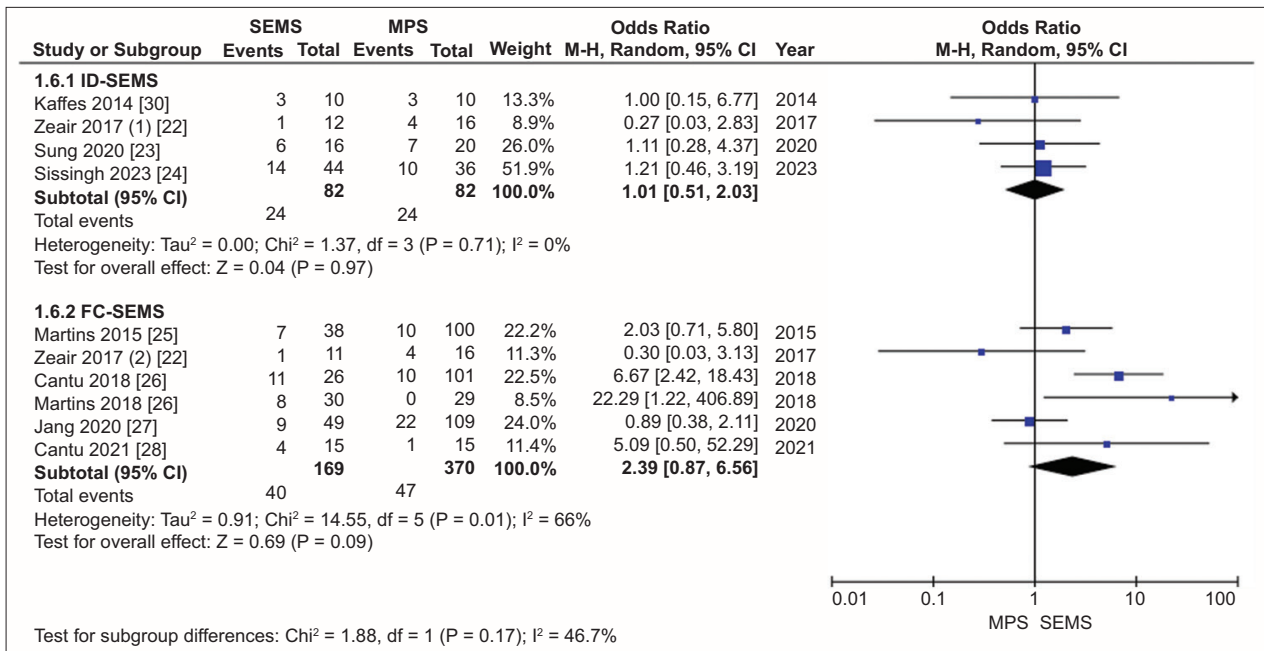 SEMS MPS Odds Ratio Odds Ratio
Study or Subgroup Events Total Events Total Weight M-H, Random, 95% CI Year M-H, Random, 95% CI
1.6.1 ID-SEMS
Kaffes 2014 [30] 3 10 3 10 13.3% 1.00 [0.15, 6.77] 2014
Zeair 2017 (1) [22] 1 12 4 16 8.9% 0.27 [0.03, 2.83] 2017
Sung 2020 [23] 6 16 7 20 26.0% 1.11 [0.28, 4.37] 2020
Sissingh 2023 [24] 14 44 10 36 51.9% 1.21 [0.46, 3.19] 2023
Subtotal (95% CI) 82 82 100.0% 1.01 [0.51, 2.03]
Total events 24 24
Heterogeneity: Tau² = 0.00; Chi² = 1.37, df = 3 (P = 0.71); I² = 0%
Test for overall effect: Z = 0.04 (P = 0.97)
1.6.2 FC-SEMS
Martins 2015 [25] 7 38 10 100 22.2% 2.03 [0.71, 5.80] 2015
Zeair 2017 (2) [22] 1 11 4 16 11.3% 0.30 [0.03, 3.13] 2017
Cantu 2018 [26] 11 26 10 101 22.5% 6.67 [2.42, 18.43] 2018
Martins 2018 [26] 8 30 0 29 8.5% 22.29 [1.22, 406.89] 2018
Jang 2020 [27] 9 49 22 109 24.0% 0.89 [0.38, 2.11] 2020
Cantu 2021 [28] 4 15 1 15 11.4% 5.09 [0.50, 52.29] 2021
Subtotal (95% CI) 169 370 100.0% 2.39 [0.87, 6.56]
Total events 40 47
Heterogeneity: Tau² = 0.91; Chi² = 14.55, df = 5 (P = 0.01); I² = 66%
Test for overall effect: Z = 0.69 (P = 0.09)
0.01 0.1 1 10 100
MPS SEMS
Test for subgroup differences: Chi² = 1.88, df = 1 (P = 0.17); I² = 46.7%